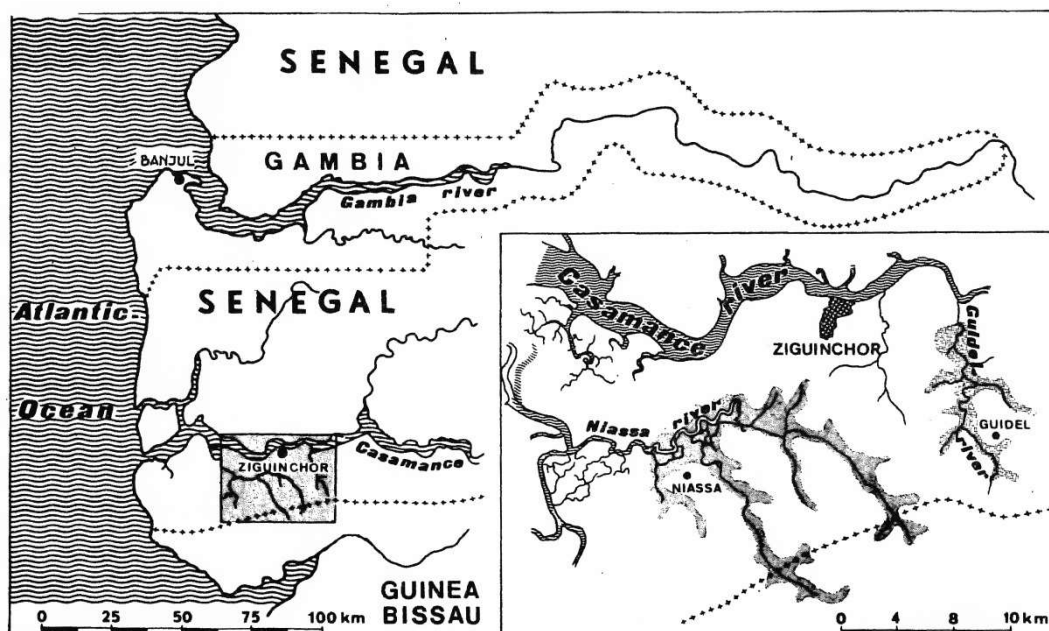 SENEGAL
BANJUL
GAMBIA
Gambia river
SENEGAL
Atlantic
Ocean
ZIGUINCHOR
Casamance
GUINEA
BISSAU
0 25 50 75 100 km
Casamance river
ZIGUINCHOR
Guidel
river
GUIDEL
Niassa river
NIASSA
0 4 8 10 km